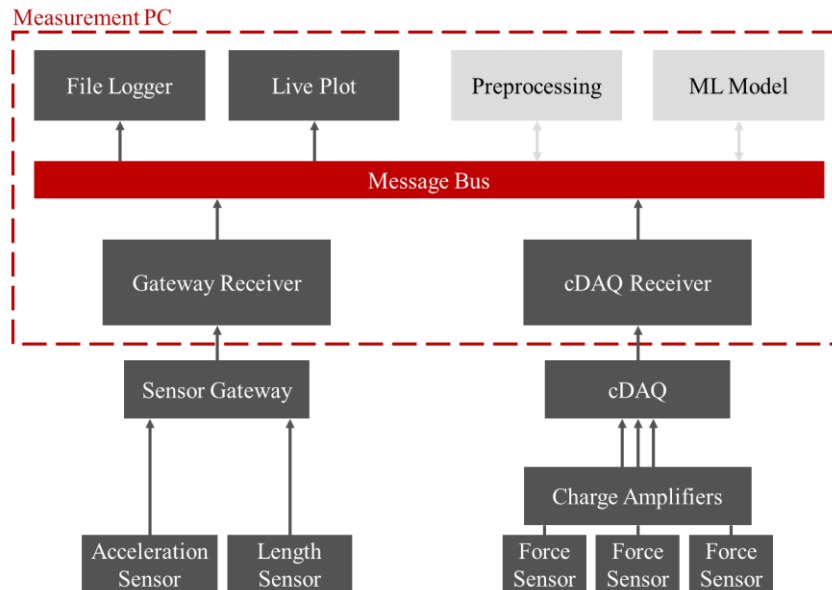 Measurement PC
File Logger
Live Plot
Preprocessing
ML Model
Message Bus
Gateway Receiver
cDAQ Receiver
Sensor Gateway
cDAQ
Charge Amplifiers
Acceleration
Sensor
Length
Sensor
Force
Sensor
Force
Sensor
Force
Sensor